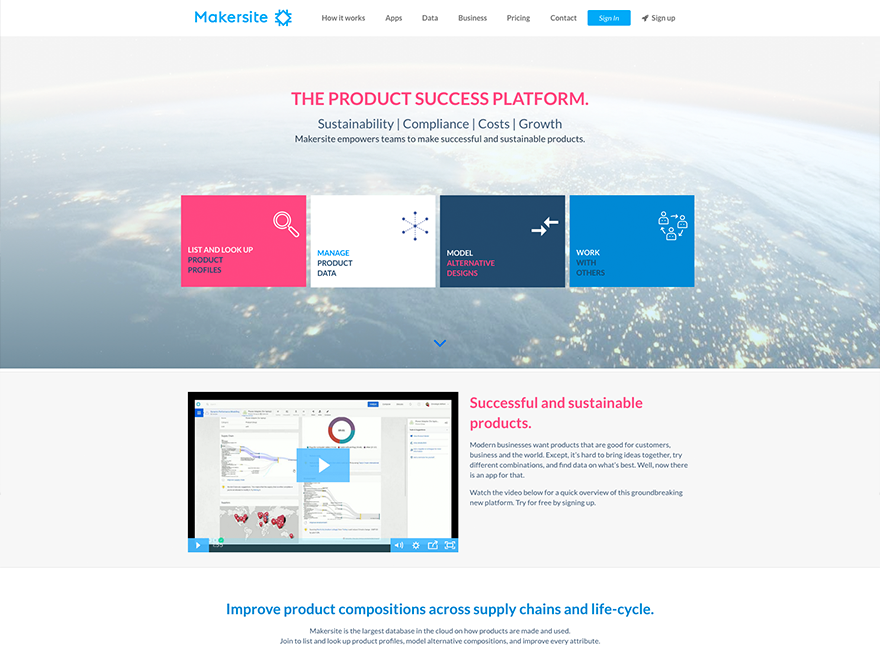 Makersite
How it works
Apps
Data
Business
Pricing
Contact
Sign In
Sign up
THE PRODUCT SUCCESS PLATFORM.
Sustainability | Compliance | Costs | Growth
Makersite empowers teams to make successful and sustainable products.
LIST AND LOOK UP
PRODUCT
PROFILES
MANAGE
PRODUCT
DATA
MODEL
ALTERNATIVE
DESIGNS
WORK
WITH
OTHERS
Successful and sustainable
products.
Modern businesses want products that are good for customers,
business and the world. Except, it's hard to bring ideas together, try
different combinations, and find data on what's best. Well, now there
is an app for that.
Watch the video below for a quick overview of this groundbreaking
new platform. Try for free by signing up.
Improve product compositions across supply chains and life-cycle.
Makersite is the largest database in the cloud on how products are made and used.
Join to list and look up product profiles, model alternative compositions, and improve every attribute.